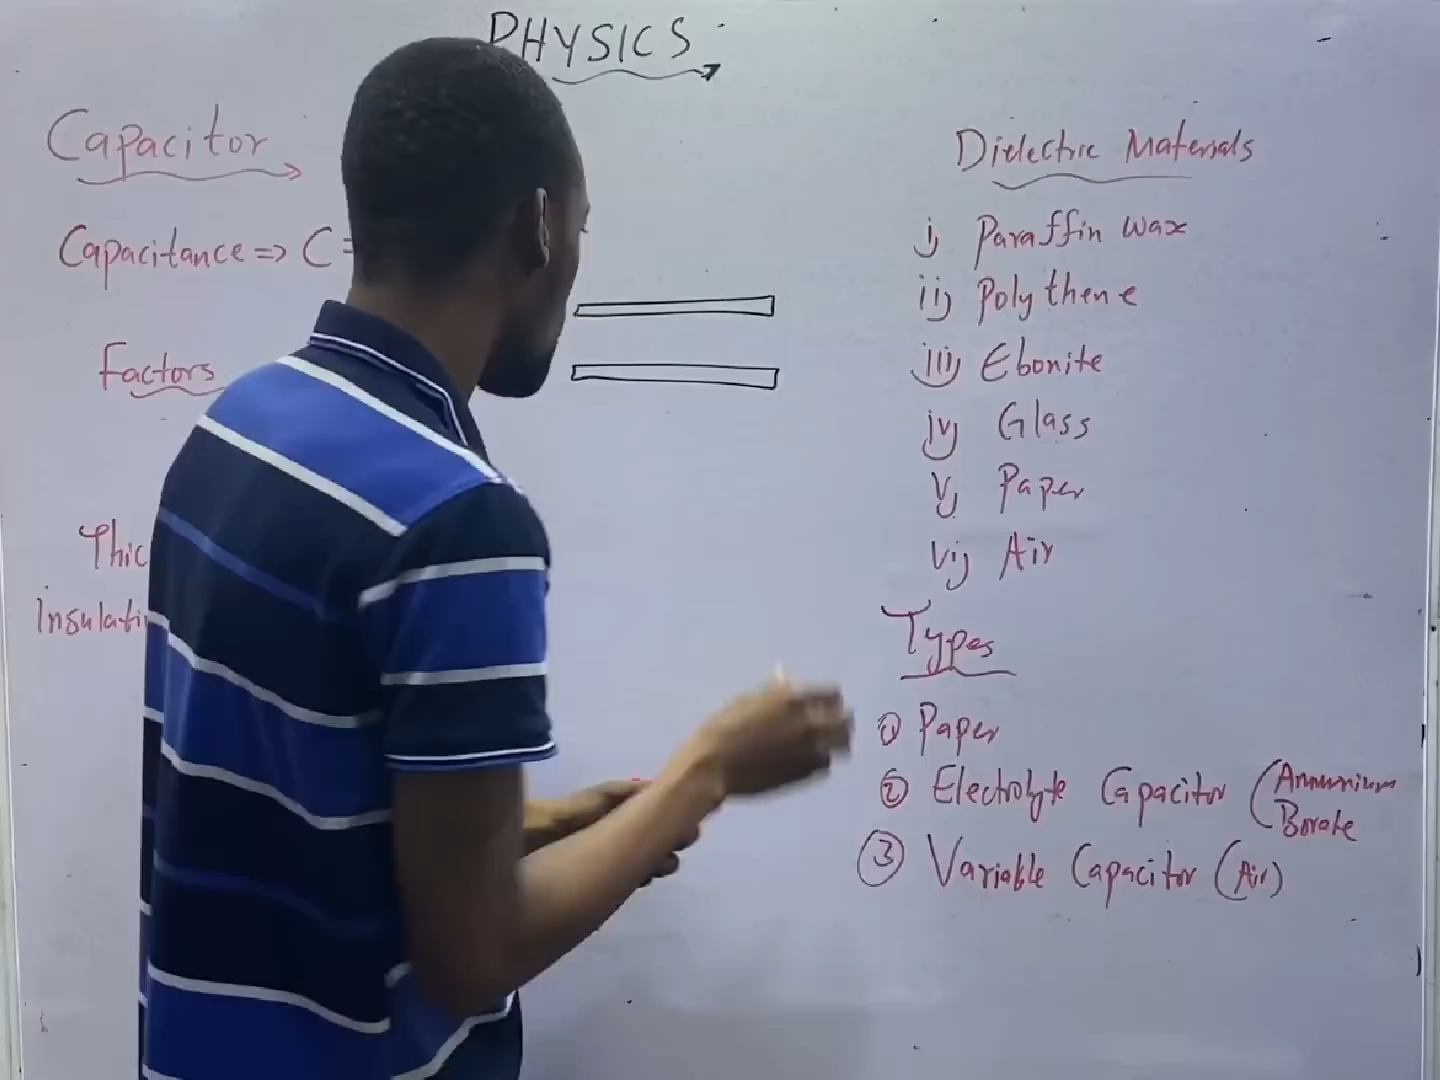 PHYSICS
Capacitor
Capacitance => C =
Factors
Thic
Insulati
Dielectric Materials
i) Paraffin wax
ii) Polythene
iii) Ebonite
iv) Glass
v) Paper
vi) Air
Types
① Paper
② Electrolyte Capacitor (
Borate
③ Variable Capacitor (Air)